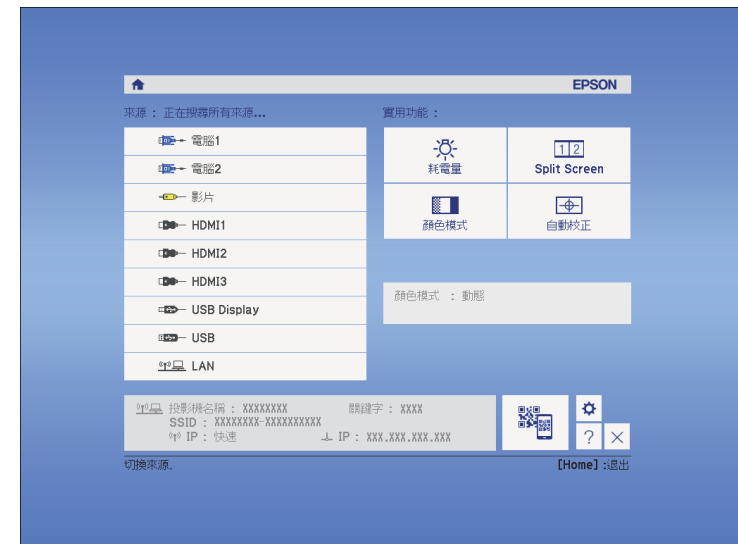 EPSON
來源 : 正在搜尋所有來源...
電腦1
電腦2
影片
HDMI1
HDMI2
HDMI3
USB Display
USB
LAN
實用功能 :
耗電量
1 2
Split Screen
顏色模式
自動校正
顏色模式 : 動態
投影機名稱 : XXXXXXXX 關鍵字 : XXXX
SSID : XXXXXXXX-XXXXXXXXXX
IP : 快速 IP : XXX.XXX.XXX.XXX
?
切換來源.
[Home] :退出